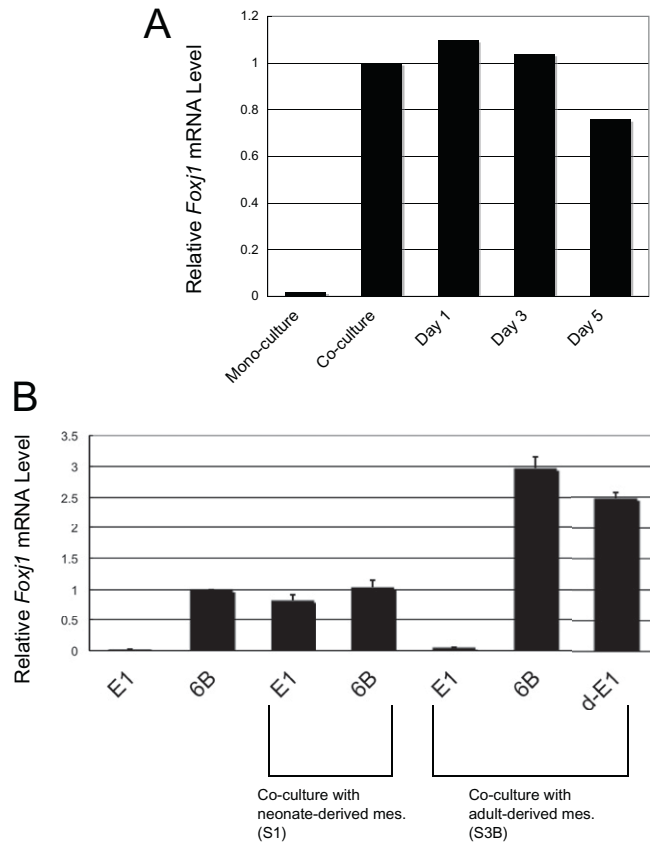 A
Relative Foxj1 mRNA Level
1.2
1
0.8
0.6
0.4
0.2
0
Mono-culture
Co-culture
Day 1
Day 3
Day 5
B
Relative Foxj1 mRNA Level
3.5
3
2.5
2
1.5
1
0.5
0
E1
6B
E1
6B
E1
6B
d-E1
Co-culture with
neonate-derived mes.
(S1)
Co-culture with
adult-derived mes.
(S3B)